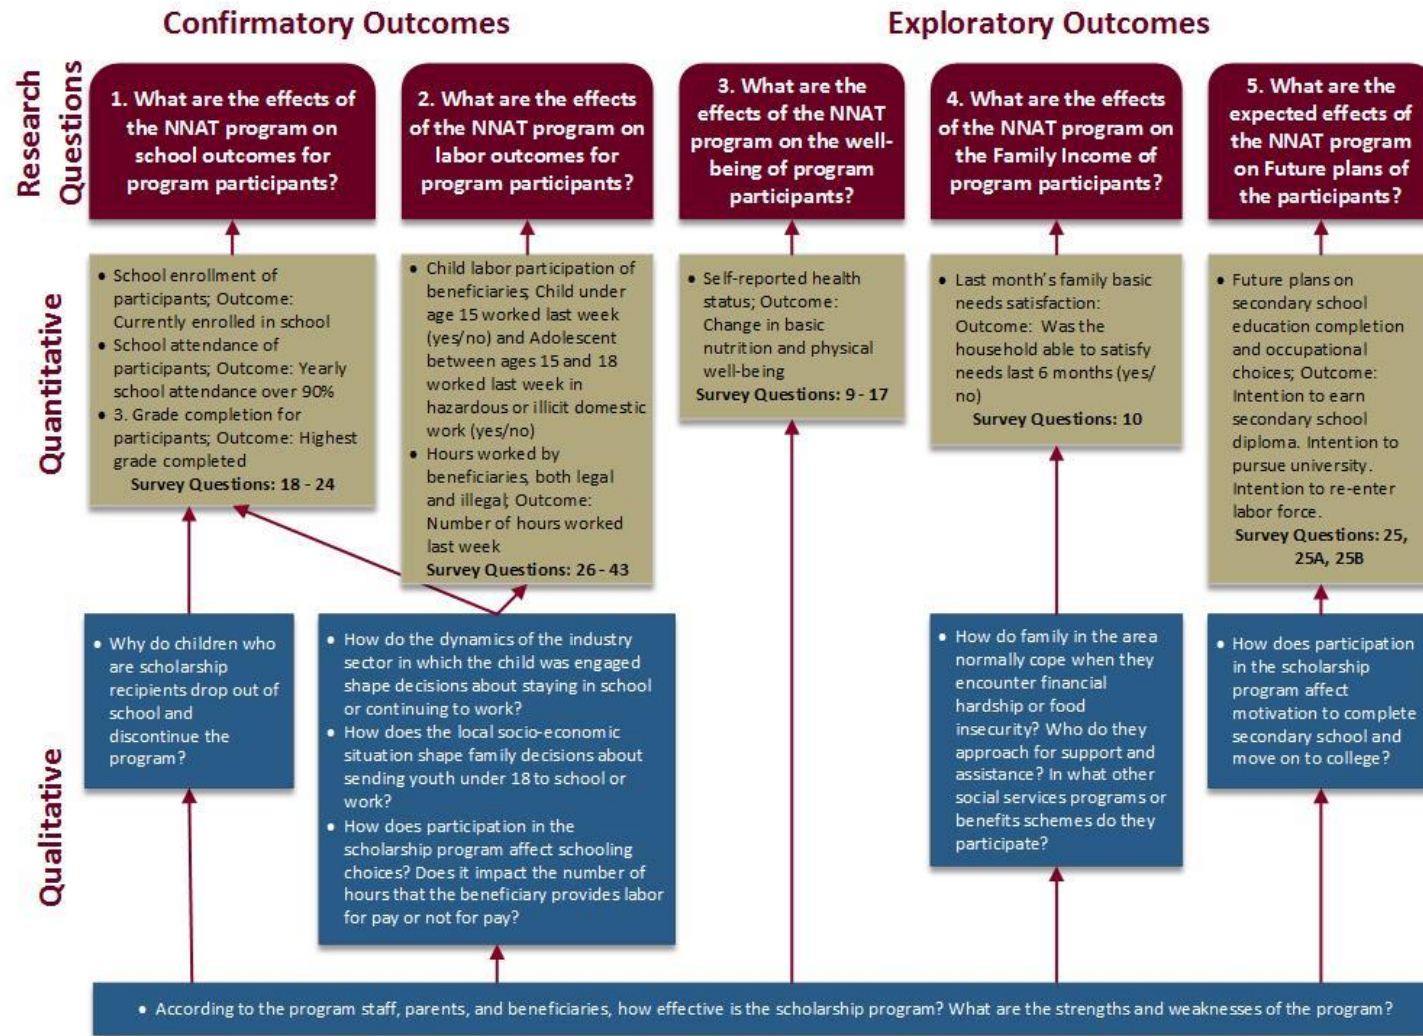 Confirmatory Outcomes
Exploratory Outcomes
Research
Questions
1. What are the effects of
the NNAT program on
school outcomes for
program participants?
2. What are the effects
of the NNAT program on
labor outcomes for
program participants?
3. What are the
effects of the NNAT
program on the well-
being of program
participants?
4. What are the effects
of the NNAT program on
the Family Income of
program participants?
5. What are the
expected effects of
the NNAT program
on Future plans of
the participants?
Quantitative
• School enrollment of
participants; Outcome:
Currently enrolled in school
• School attendance of
participants; Outcome: Yearly
school attendance over 90%
• 3. Grade completion for
participants; Outcome: Highest
grade completed
Survey Questions: 18 - 24
• Child labor participation of
beneficiaries; Child under
age 15 worked last week
(yes/no) and Adolescent
between ages 15 and 18
worked last week in
hazardous or illicit domestic
work (yes/no)
• Hours worked by
beneficiaries, both legal
and illegal; Outcome:
Number of hours worked
last week
Survey Questions: 26 - 43
• Self-reported health
status; Outcome:
Change in basic
nutrition and physical
well-being
Survey Questions: 9 - 17
• Last month's family basic
needs satisfaction:
Outcome: Was the
household able to satisfy
needs last 6 months (yes/
no)
Survey Questions: 10
• Future plans on
secondary school
education completion
and occupational
choices; Outcome:
Intention to earn
secondary school
diploma. Intention to
pursue university.
Intention to re-enter
labor force.
Survey Questions: 25,
25A, 25B
Qualitative
• Why do children who
are scholarship
recipients drop out of
school and
discontinue the
program?
• How do the dynamics of the industry
sector in which the child was engaged
shape decisions about staying in school
or continuing to work?
• How does the local socio-economic
situation shape family decisions about
sending youth under 18 to school or
work?
• How does participation in the
scholarship program affect schooling
choices? Does it impact the number of
hours that the beneficiary provides labor
for pay or not for pay?
• How do family in the area
normally cope when they
encounter financial
hardship or food
insecurity? Who do they
approach for support and
assistance? In what other
social services programs or
benefits schemes do they
participate?
• How does participation
in the scholarship
program affect
motivation to complete
secondary school and
move on to college?
• According to the program staff, parents, and beneficiaries, how effective is the scholarship program? What are the strengths and weaknesses of the program?